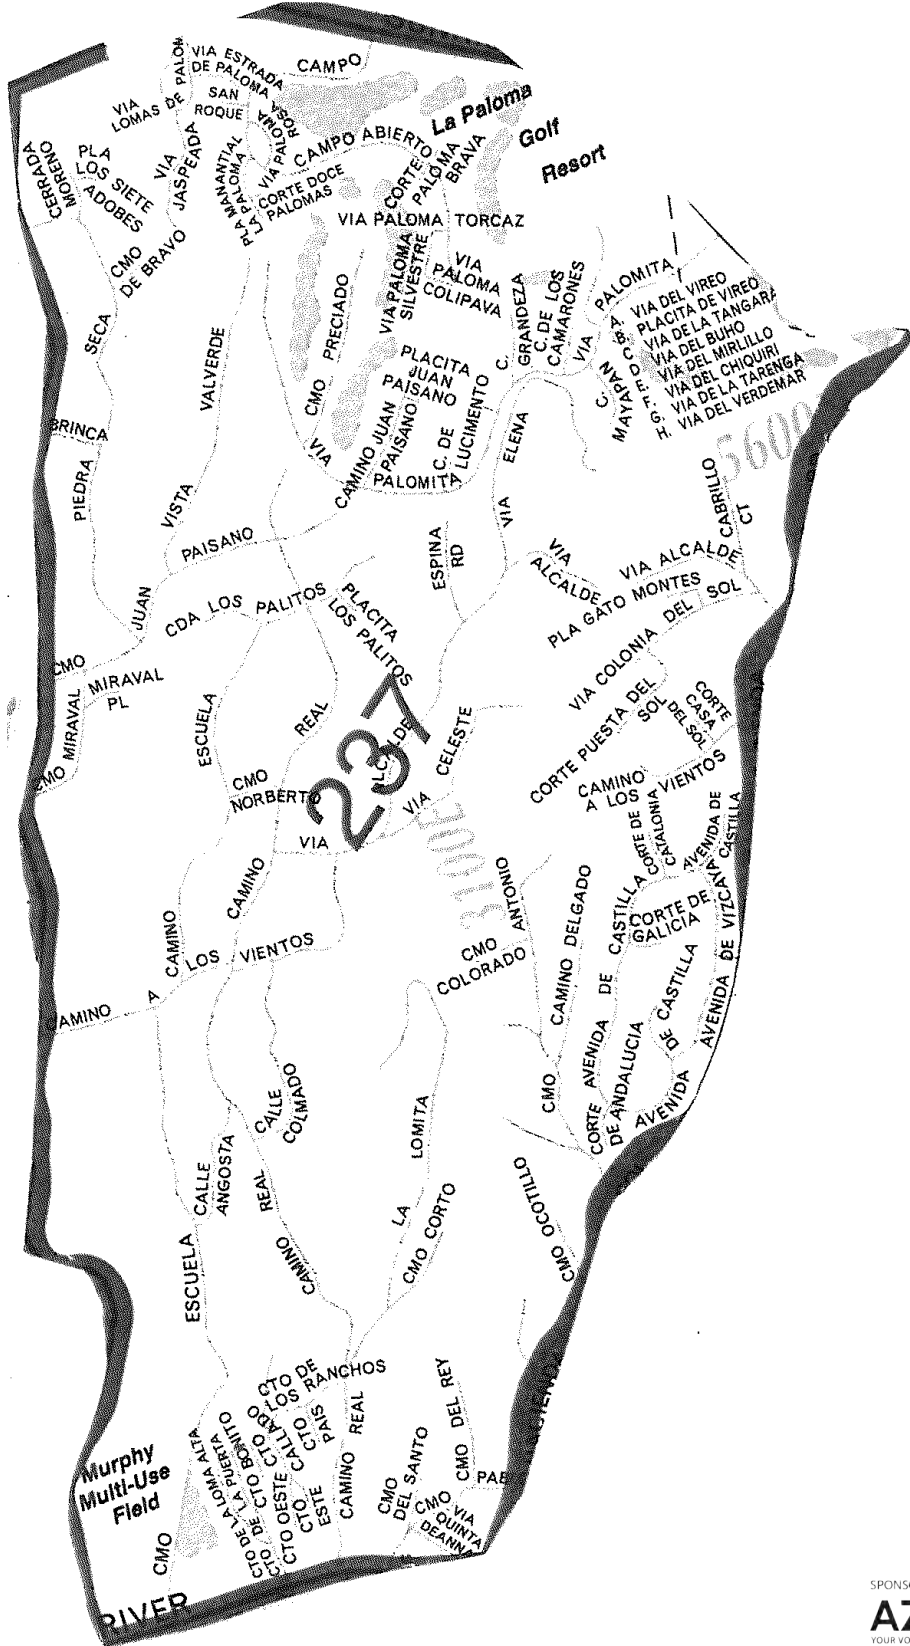 CAMPO
VIA ESTRADA
DE PALOMA
SAN
ROQUE
VIA
LOMAS DE PALOM
La Paloma
Golf
Resort
CERRADA
MORENO
PLA
LOS SIETE
ADOBES
VIA
JASPEADA
PLA MANANTIAL
LA PALOMA
VIA PALOMA
ROSA
CAMPO ABIERTO
CORTE DOCE
PALOMAS
CORTE
PALOMA
BRAVA
VIA PALOMA TORCAZ
CMO
DE BRAVO
VIA PALOMA
SILVESTRE
VIA
PALOMA
COLIPAVA
C.
GRANDEZA
C. DE LOS
CAMARONES
VIA
PALOMITA
A. VIA DEL VIREO
B. PLACITA DE VIREO
C. VIA DE LA TANGARA
D. VIA DEL BUHO
E. VIA DEL MIRLILLO
F. VIA DEL CHIQUIRI
G. VIA DE LA TARENGA
H. VIA DEL VERDEMAR
C.
MAYAPAN
SECA
VALVERDE
CMO
PRECIADO
PLACITA
JUAN
PAISANO
CAMINO JUAN
PAISANO
C. DE
LUCIMENTO
ELENA
VIA
BRINCA
PIEDRA
VISTA
VIA
PALOMITA
5600
CABRILLO
CT
PAISANO
JUAN
CDA LOS PALITOS
PLACITA
LOS PALITOS
ESPINA
RD
VIA
ALCALDE
VIA ALCALDE
PLA GATO MONTES
VIA COLONIA DEL SOL
CMO
MIRAVAL
PL
CMO MIRAVAL
ESCUELA
REAL
237
CELESTE
VIA
CORTE PUESTA DEL
SOL
CORTE
CASA
DEL SOL
CMO
NORBERTO
VIA
3100E
CAMINO
A LOS VIENTOS
CORTE DE
CATALONIA
AVENIDA DE
CASTILLA
CAMINO
CAMINO
LOS VIENTOS
CAMINO A
ANTONIO
CMO
COLORADO
CAMINO DELGADO
AVENIDA DE CASTILLA
CORTE DE
GALICIA
AVENIDA DE VIZCAYA
AVENIDA DE CASTILLA
CMO
CORTE
DE ANDALUCIA
CALLE
COLMADO
CALLE
ANGOSTA
REAL
CAMINO
LA LOMITA
CMO CORTO
CMO OCOTILLO
ESCUELA
CTO DE
LOS RANCHOS
CTO
CALLADO
CTO
PAIS
CTO DE LA LOMA ALTA
CTO DE LA PUERTA
CTO BONITO
CTO OESTE
CTO
ESTE
CAMINO REAL
CMO
DEL SANTO
CMO DEL REY
PAB
CMO VIA
QUINTA
DEANNA
Murphy
Multi-Use
Field
CMO
RIVER
SPONSO
AZ
YOUR VO